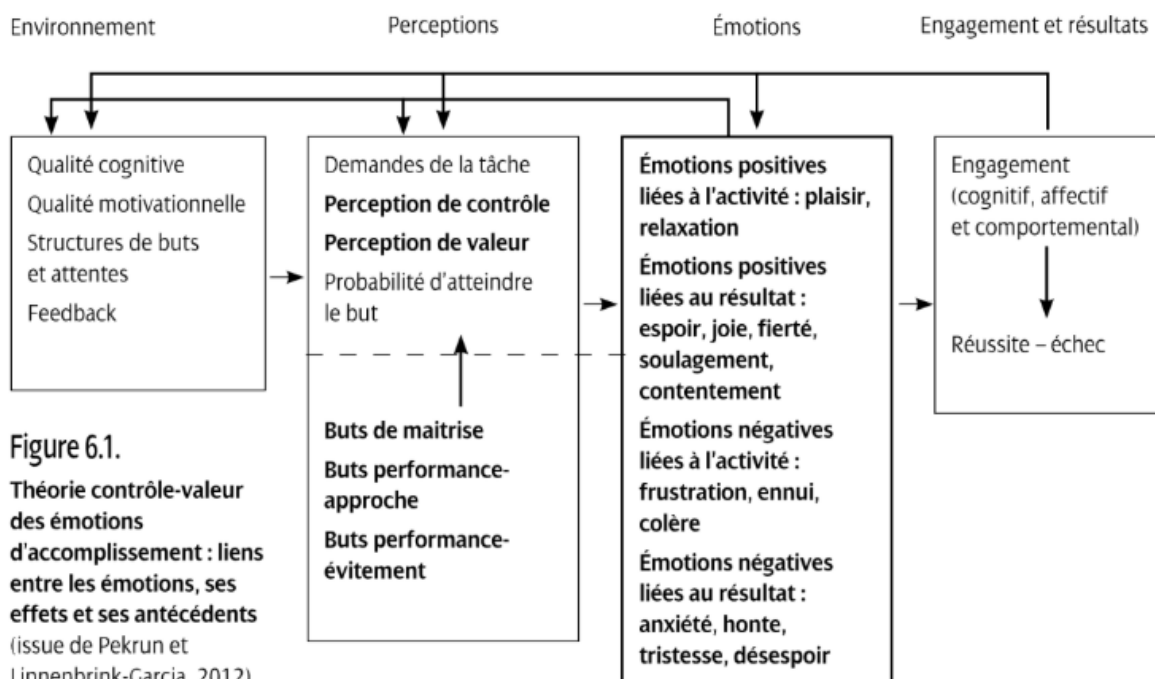 Environnement
Perceptions
Émotions
Engagement et résultats
Qualité cognitive
Qualité motivationnelle
Structures de buts
et attentes
Feedback
Demandes de la tâche
Perception de contrôle
Perception de valeur
Probabilité d'atteindre
le but
Buts de maitrise
Buts performance-
approche
Buts performance-
évitement
Émotions positives
liées à l'activité : plaisir,
relaxation
Émotions positives
liées au résultat :
espoir, joie, fierté,
soulagement,
contentement
Émotions négatives
liées à l'activité :
frustration, ennui,
colère
Émotions négatives
liées au résultat :
anxiété, honte,
tristesse, désespoir
Engagement
(cognitif, affectif
et comportemental)
Réussite – échec
Figure 6.1.
Théorie contrôle-valeur
des émotions
d'accomplissement : liens
entre les émotions, ses
effets et ses antécédents
(issue de Pekrun et
Linnenbrink-Garcia, 2012)